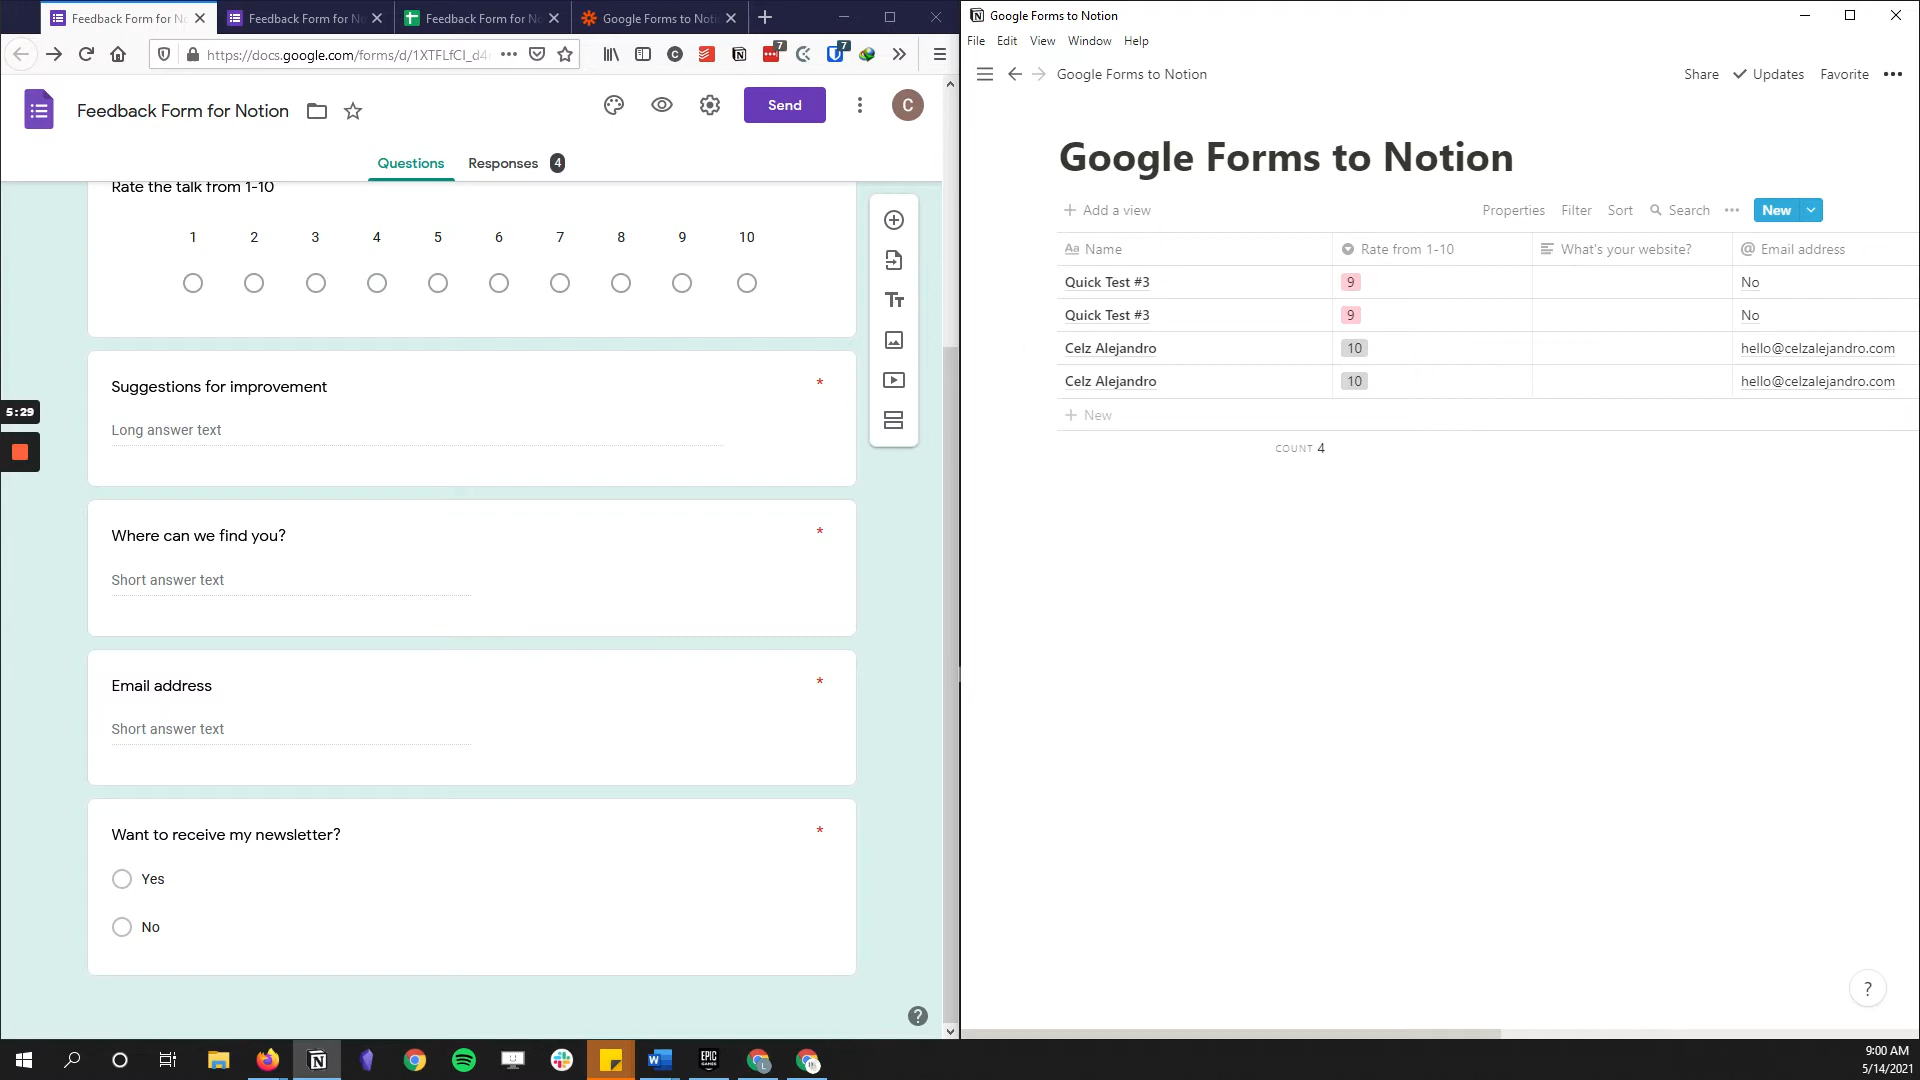 Feedback Form for No
Feedback Form for No
Feedback Form for N
Google Forms to Noti
https://docs.google.com/forms/d/1XTFLfCI_d4
7
7
Feedback Form for Notion
Send
C
Questions
Responses 4
Rate the talk from 1-10
1 2 3 4 5 6 7 8 9 10
Suggestions for improvement *
Long answer text
Where can we find you? *
Short answer text
Email address *
Short answer text
Want to receive my newsletter? *
Yes
No
5:29
Google Forms to Notion
File Edit View Window Help
Google Forms to Notion
Share Updates Favorite
Google Forms to Notion
Add a view
Properties Filter Sort Search New
Aa Name Rate from 1-10 What's your website? @ Email address
Quick Test #3 9 No
Quick Test #3 9 No
Celz Alejandro 10 hello@celzalejandro.com
Celz Alejandro 10 hello@celzalejandro.com
+ New
COUNT 4
?
EPIC
GAMES
9:00 AM
5/14/2021